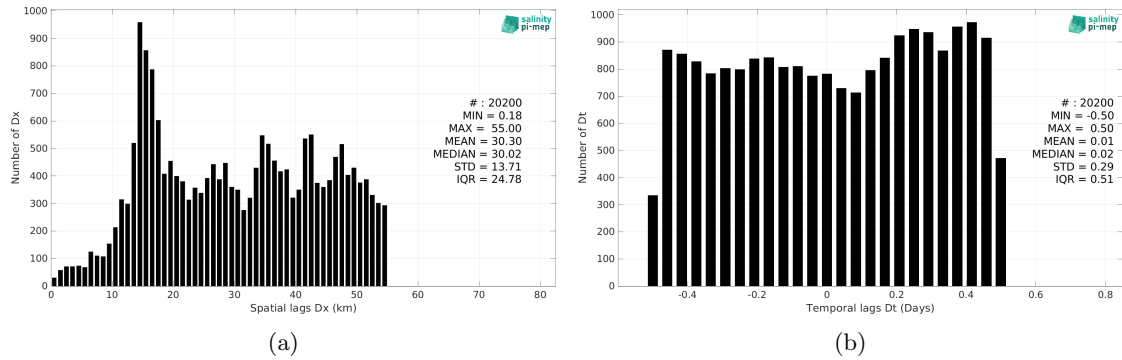 1000
900
800
700
600
500
400
300
200
100
0
Number of Dx
0 10 20 30 40 50 60 70 80
Spatial lags Dx (km)
salinity
pi-mep
# : 20200
MIN = 0.18
MAX = 55.00
MEAN = 30.30
MEDIAN = 30.02
STD = 13.71
IQR = 24.78
(a)
1000
900
800
700
600
500
400
300
200
100
0
Number of Dt
-0.4 -0.2 0 0.2 0.4 0.6 0.8
Temporal lags Dt (Days)
salinity
pi-mep
# : 20200
MIN = -0.50
MAX = 0.50
MEAN = 0.01
MEDIAN = 0.02
STD = 0.29
IQR = 0.51
(b)